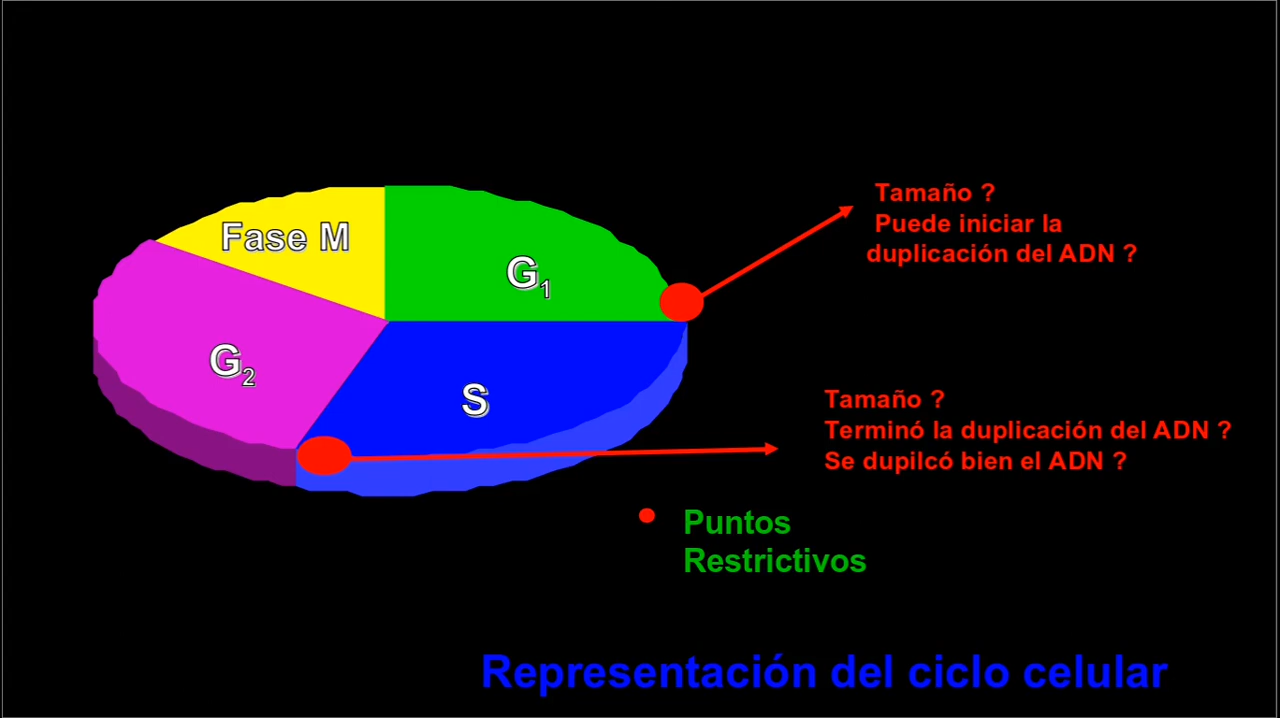 Tamaño ?
Puede iniciar la
duplicación del ADN ?
Fase M
G₁
G₂
S
Tamaño ?
Terminó la duplicación del ADN ?
Se dupilcó bien el ADN ?
Puntos
Restrictivos
Representación del ciclo celular